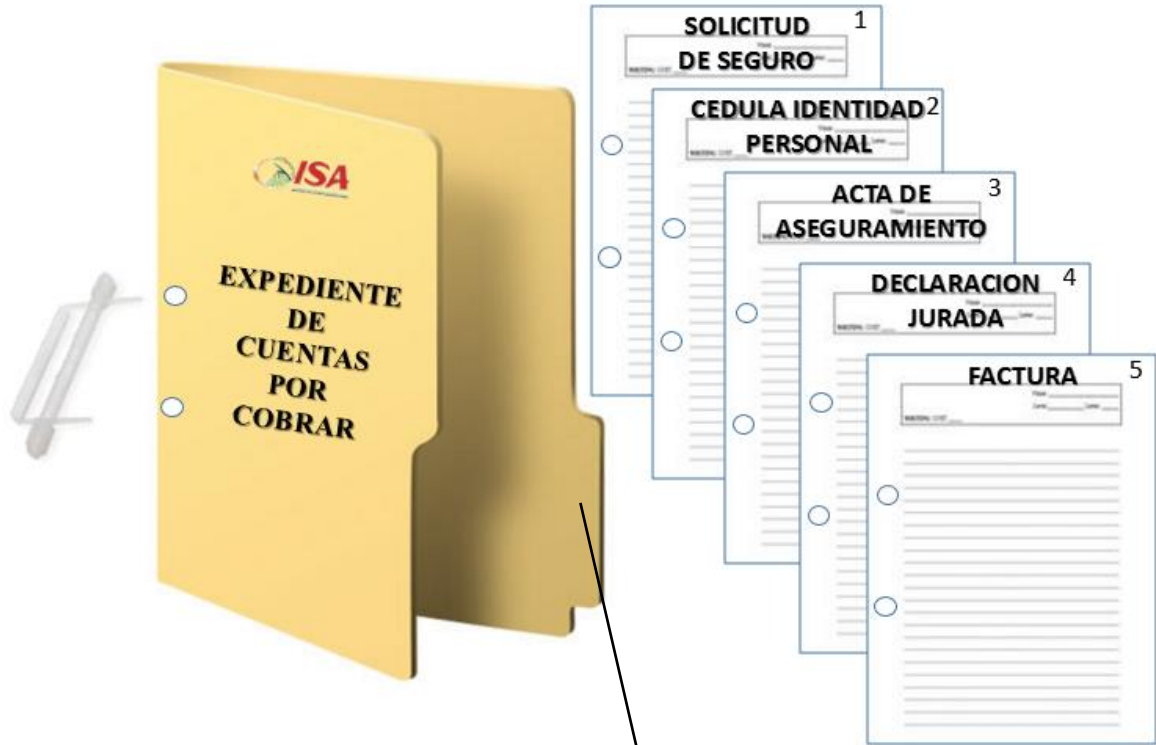 ISA
EXPEDIENTE
DE
CUENTAS
POR
COBRAR
SOLICITUD 1
DE SEGURO
CEDULA IDENTIDAD 2
PERSONAL
ACTA DE 3
ASEGURAMIENTO
DECLARACION 4
JURADA
FACTURA 5